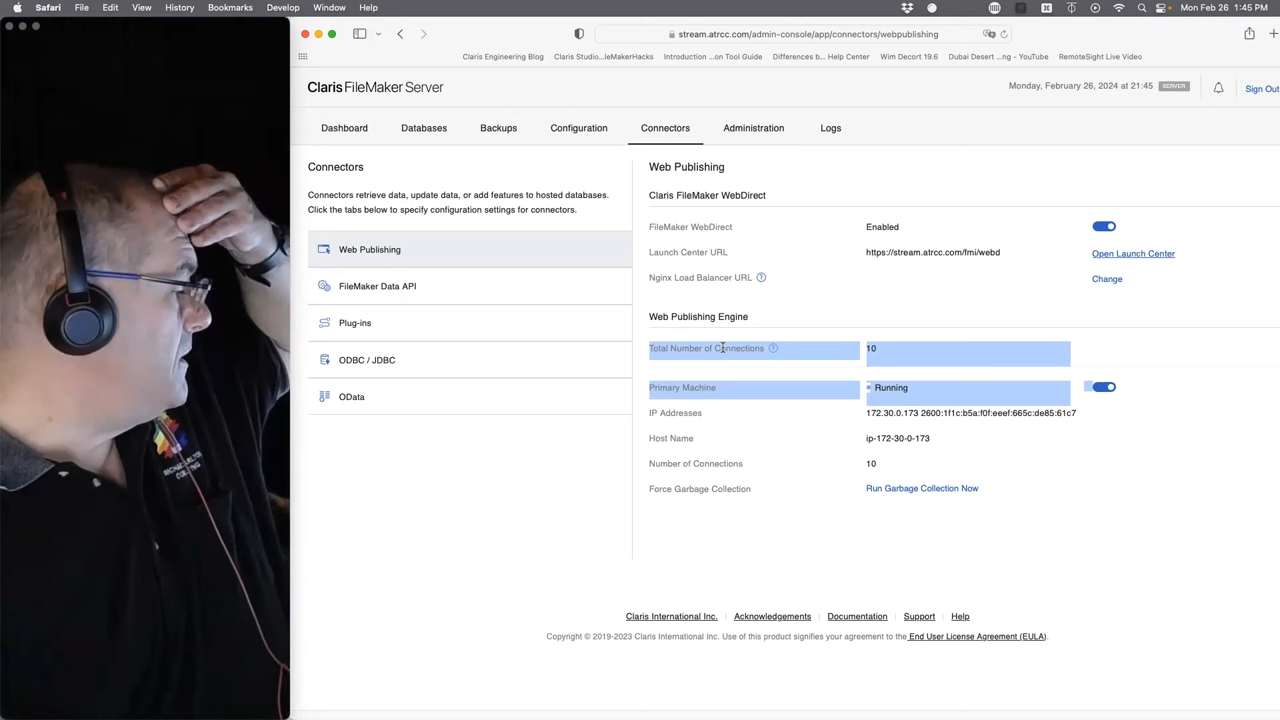 Safari File Edit View History Bookmarks Develop Window Help Mon Feb 26 1:45 PM
stream.atrcc.com/admin-console/app/connectors/webpublishing
Claris Engineering Blog Claris Studio...leMakerHacks Introduction ...on Tool Guide Differences b... Help Center Wim Decort 19.6 Dubai Desert ...ng - YouTube RemoteSight Live Video
Claris FileMaker Server
Monday, February 26, 2024 at 21:45 SERVER Sign Out
Dashboard Databases Backups Configuration Connectors Administration Logs
Connectors
Connectors retrieve data, update data, or add features to hosted databases.
Click the tabs below to specify configuration settings for connectors.
Web Publishing
FileMaker Data API
Plug-ins
ODBC / JDBC
OData
Web Publishing
Claris FileMaker WebDirect
FileMaker WebDirect Enabled
Launch Center URL https://stream.atrcc.com/fmi/webd Open Launch Center
Nginx Load Balancer URL ? Change
Web Publishing Engine
Total Number of Connections ? 10
Primary Machine Running
IP Addresses 172.30.0.173 2600:1f1c:b5a:f0f:eeef:665c:de85:61c7
Host Name ip-172-30-0-173
Number of Connections 10
Force Garbage Collection Run Garbage Collection Now
Claris International Inc. Acknowledgements Documentation Support Help
Copyright © 2019-2023 Claris International Inc. Use of this product signifies your agreement to the End User License Agreement (EULA).